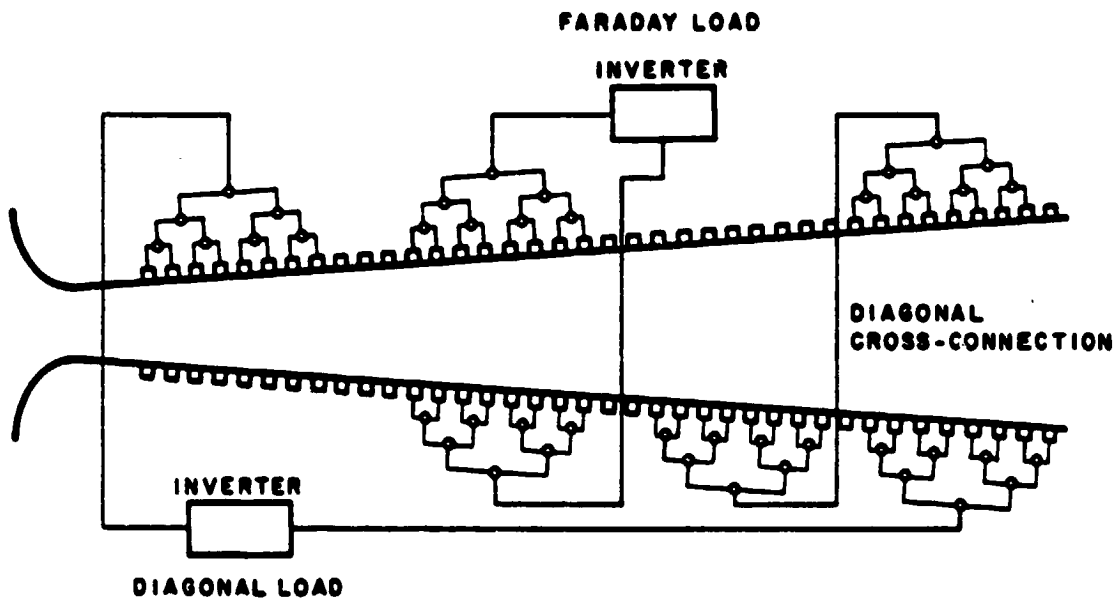 FARADAY LOAD
INVERTER
DIAGONAL
CROSS-CONNECTION
INVERTER
DIAGONAL LOAD